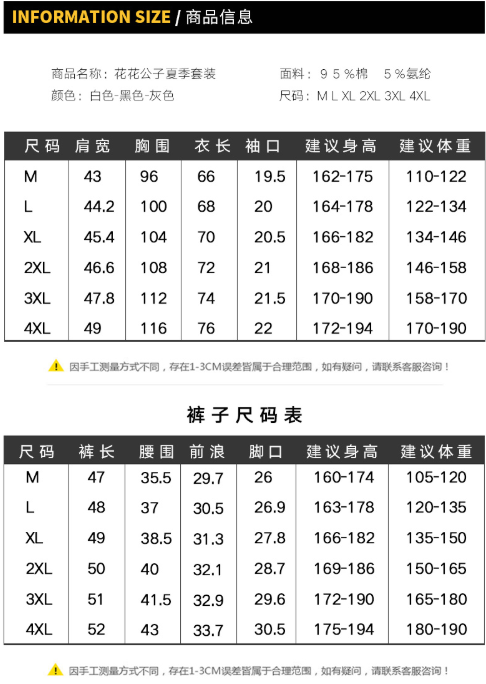 INFORMATION SIZE / 商品信息
商品名称：花花公子夏季套装 面料：９５％棉 ５％氨纶
颜色：白色-黑色-灰色 尺码：M L XL 2XL 3XL 4XL
尺码 肩宽 胸围 衣长 袖口 建议身高 建议体重
M 43 96 66 19.5 162-175 110-122
L 44.2 100 68 20 164-178 122-134
XL 45.4 104 70 20.5 166-182 134-146
2XL 46.6 108 72 21 168-186 146-158
3XL 47.8 112 74 21.5 170-190 158-170
4XL 49 116 76 22 172-194 170-190
因手工测量方式不同，存在1-3CM误差皆属于合理范围，如有疑问，请联系客服咨询！
裤子尺码表
尺码 裤长 腰围 前浪 脚口 建议身高 建议体重
M 47 35.5 29.7 26 160-174 105-120
L 48 37 30.5 26.9 163-178 120-135
XL 49 38.5 31.3 27.8 166-182 135-150
2XL 50 40 32.1 28.7 169-186 150-165
3XL 51 41.5 32.9 29.6 172-190 165-180
4XL 52 43 33.7 30.5 175-194 180-190
因手工测量方式不同，存在1-3CM误差皆属于合理范围，如有疑问，请联系客服咨询！